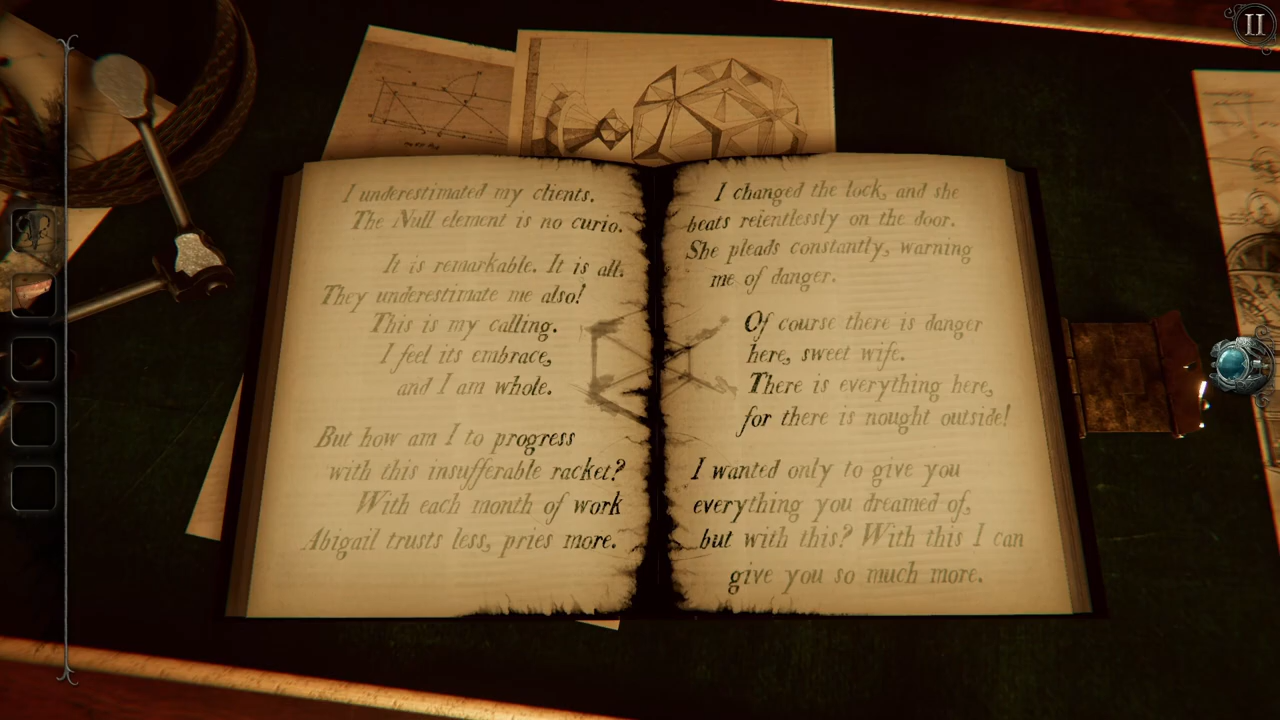 I underestimated my clients.
The Null element is no curio.
It is remarkable. It is all.
They underestimate me also!
This is my calling.
I feel its embrace,
and I am whole.
But how am I to progress
with this insufferable racket?
With each month of work
Abigail trusts less, pries more.
I changed the lock, and she
beats relentlessly on the door.
She pleads constantly, warning
me of danger.
Of course there is danger
here, sweet wife.
There is everything here,
for there is nought outside!
I wanted only to give you
everything you dreamed of,
but with this? With this I can
give you so much more.